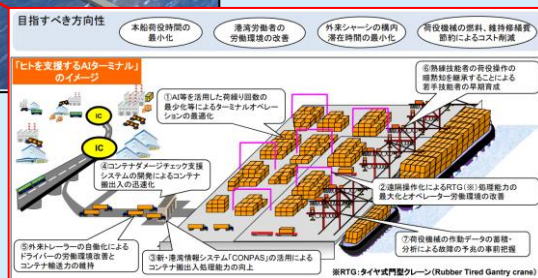 目指すべき方向性
本船荷役時間の
最小化
港湾労働者の
労働環境の改善
外来シャーシの構内
滞在時間の最小化
荷役機械の燃料、維持修繕費
節約によるコスト削減
「ヒトを支援するAIターミナル」
のイメージ
IC
IC
①AI等を活用した荷繰り回数の
最少化等によるターミナルオペレー
ションの最適化
⑥熟練技能者の荷役操作の
暗黙知を継承することによる
若手技能者の早期育成
④コンテナダメージチェック支援
システムの開発によるコンテナ
搬出入の迅速化
②遠隔操作化によるRTG(※)処理能力の
最大化とオペレーター労働環境の改善
⑤外来トレーラーの自働化による
ドライバーの労働環境改善と
コンテナ輸送力の維持
③新・港湾情報システム「CONPAS」の活用による
コンテナ搬出入処理能力の向上
⑦荷役機械の作動データの蓄積・
分析による故障の予兆の事前把握
※RTG:タイヤ式門型クレーン(Rubber Tired Gantry crane)